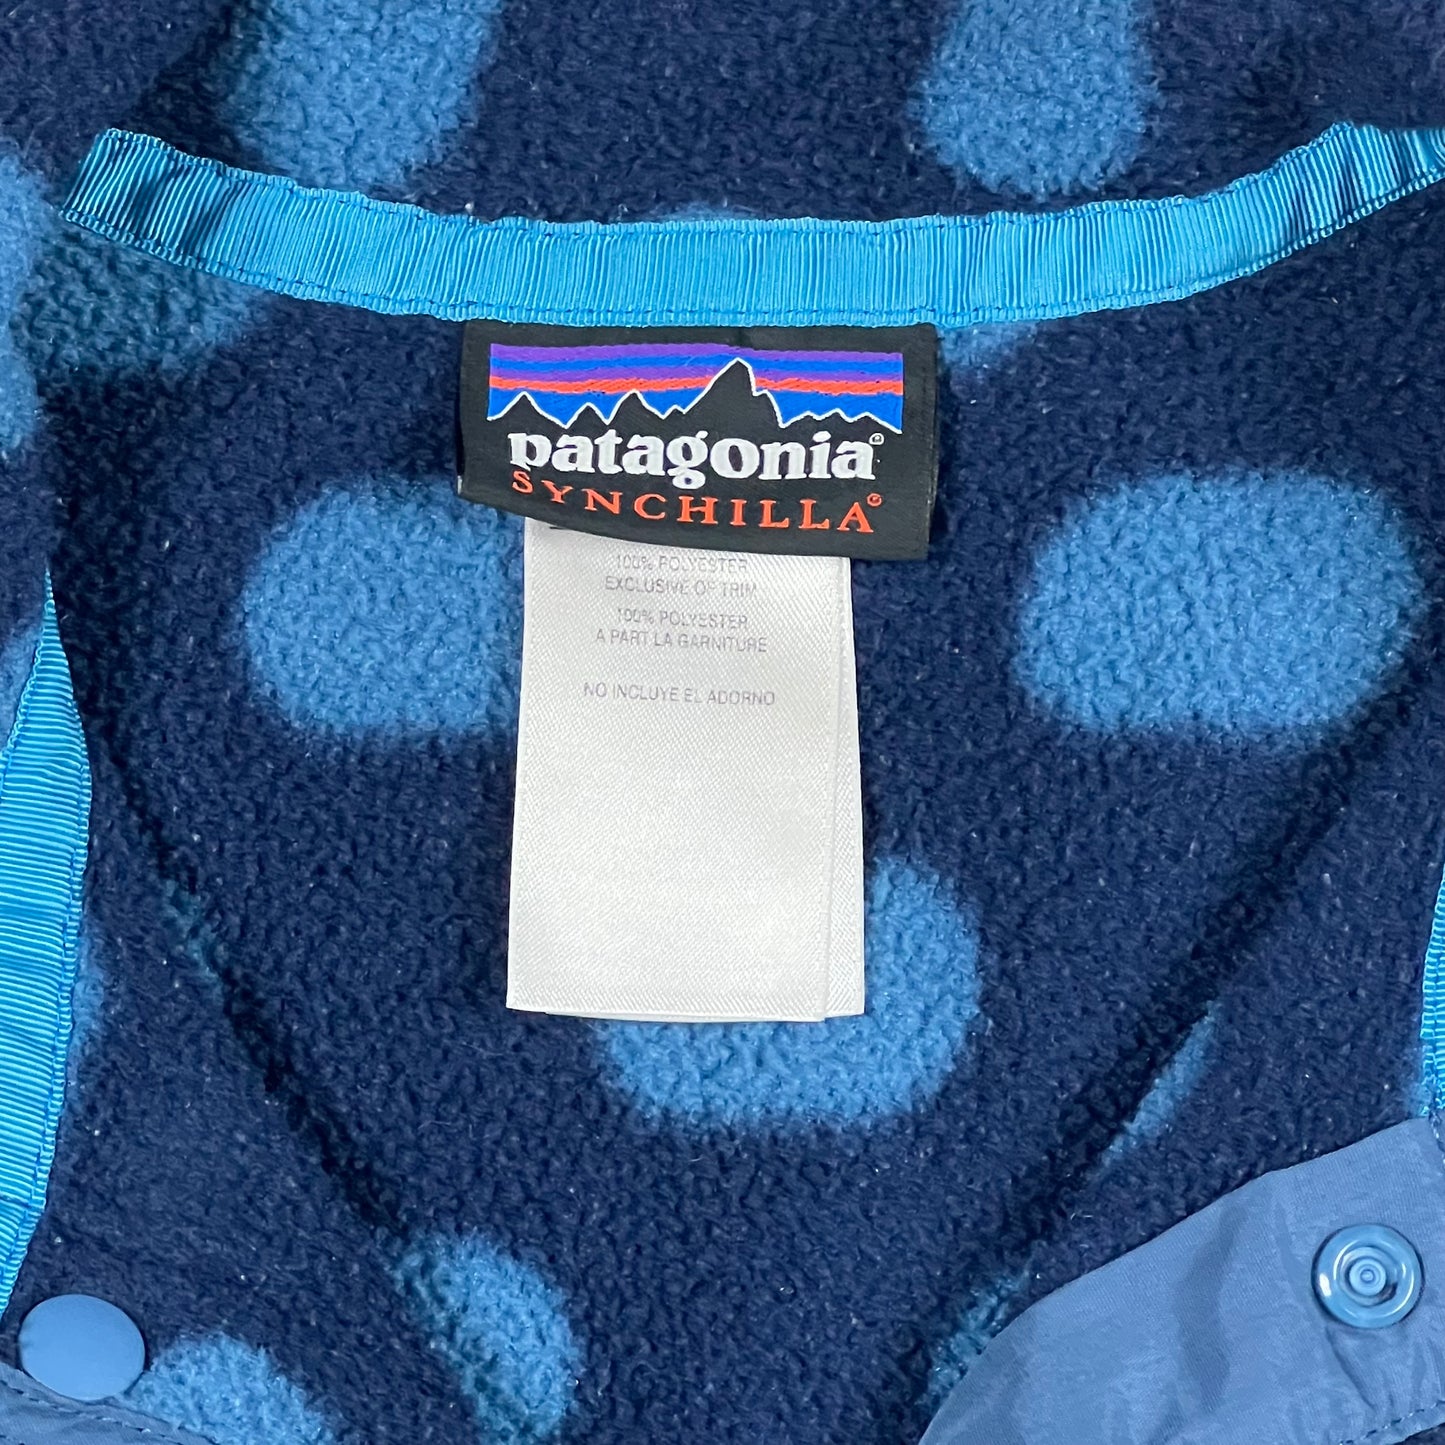 patagonia®
SYNCHILLA®
100% POLYESTER
EXCLUSIVE OF TRIM
100% POLYESTER
A PART LA GARNITURE
NO INCLUYE EL ADORNO